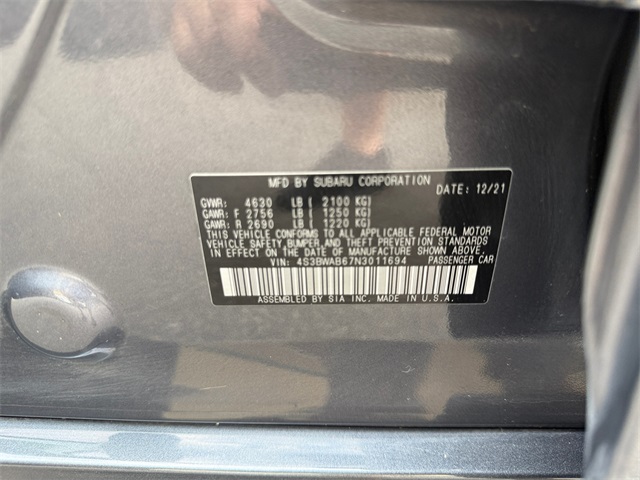 MFD BY SUBARU CORPORATION
DATE: 12/21
GVWR: 4630 LB ( 2100 KG)
GAWR: F 2756 LB ( 1250 KG)
GAWR: R 2690 LB ( 1220 KG)
THIS VEHICLE CONFORMS TO ALL APPLICABLE FEDERAL MOTOR
VEHICLE SAFETY, BUMPER, AND THEFT PREVENTION STANDARDS
IN EFFECT ON THE DATE OF MANUFACTURE SHOWN ABOVE.
VIN: 4S3BWAB67N3011694 PASSENGER CAR
ASSEMBLED BY SIA INC. MADE IN U.S.A.